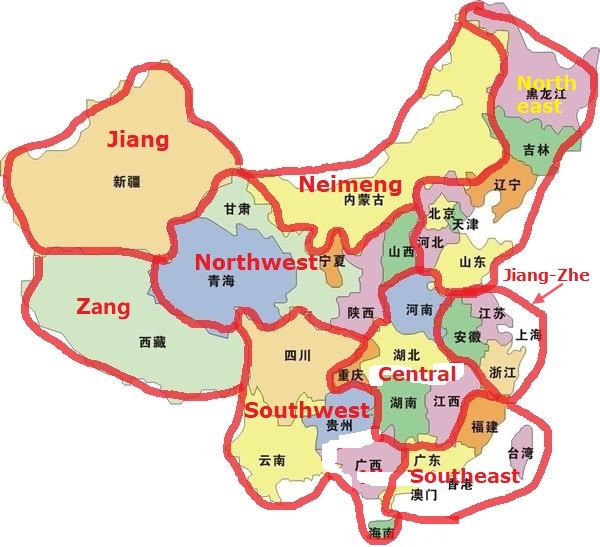 North
east
黑龙江
吉林
Jiang
新疆
Neimeng
内蒙古
辽宁
甘肃
北京
天津
河北
山西
山东
宁夏
Northwest
青海
Jiang-Zhe
Zang
西藏
陕西
河南
江苏
上海
安徽
四川
湖北
浙江
重庆
Central
湖南
江西
Southwest
贵州
福建
云南
广西
广东
台湾
Southeast
香港
澳门
海南